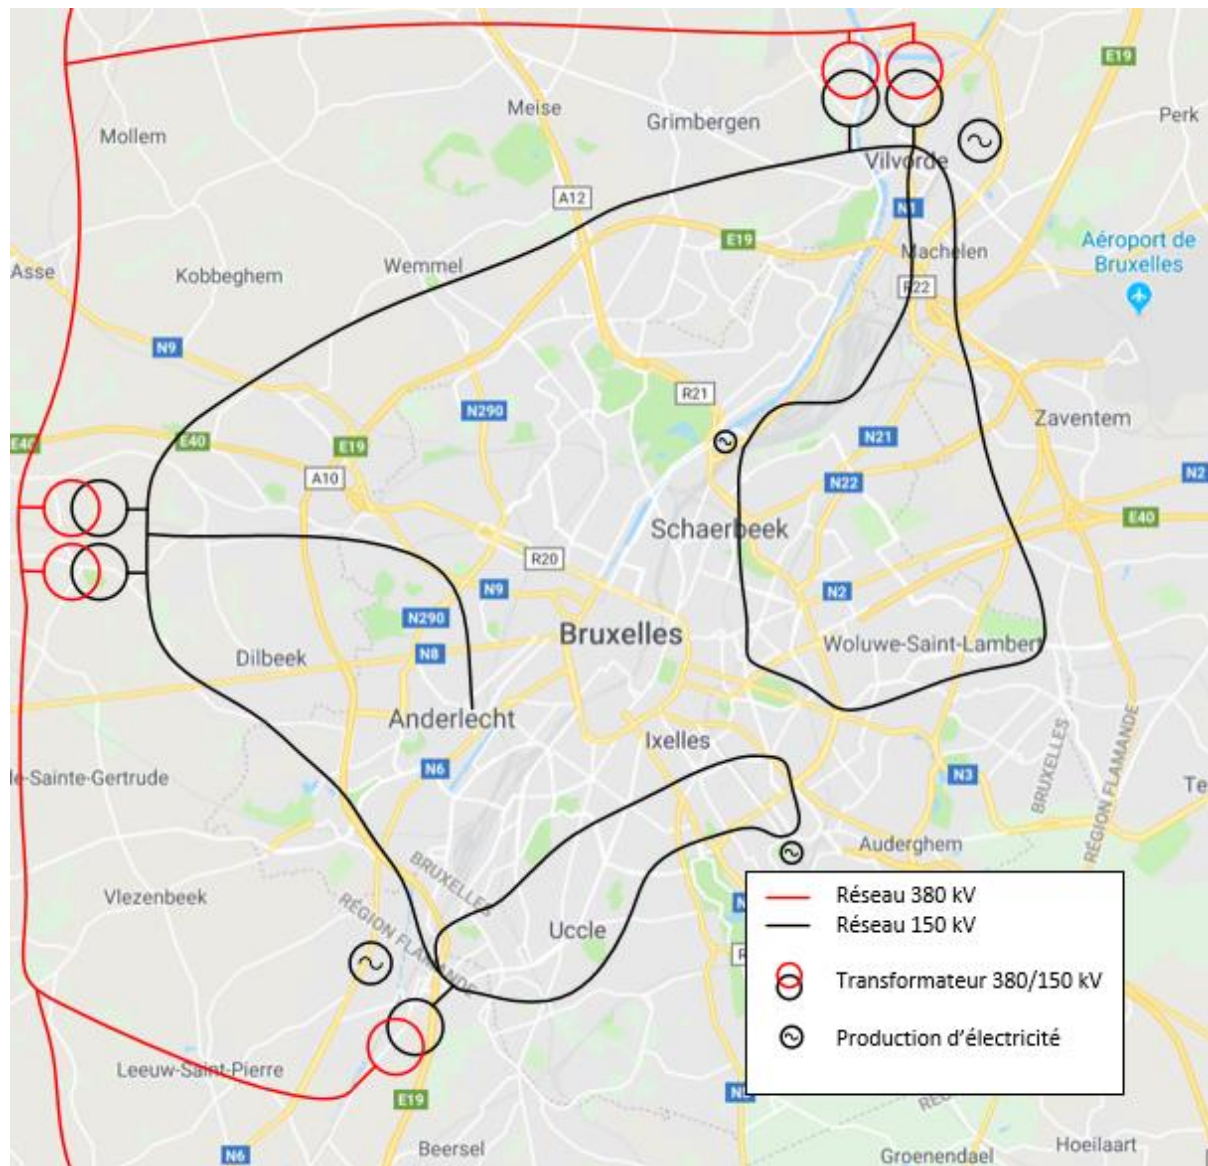 E19
Meise
Grimbergen
Perk
Mollem
Vilvorde
A12
N1
E19
Machelen
Aéroport de
Bruxelles
Asse
Kobbeghem
Wemmel
R22
N9
R21
N290
Zaventem
E40
E40
E19
N21
A10
N22
N2
E40
Schaerbeek
R20
N9
N2
N290
Bruxelles
N8
Dilbeek
Woluwe-Saint-Lambert
Anderlecht
Ixelles
BRUXELLES
RÉGION FLAMANDE
N6
N3
le-Sainte-Gertrude
Te
Auderghem
BRUXELLES
RÉGION FLAMANDE
Vlezenbeek
Uccle
Réseau 380 kV
Réseau 150 kV
Transformateur 380/150 kV
Production d'électricité
Leeuw-Saint-Pierre
E19
Beersel
N6
Hoeilaart
Groenendael